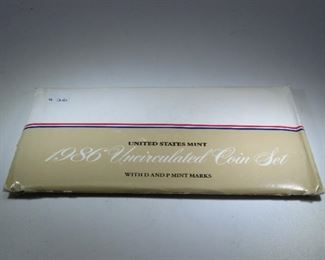 UNITED STATES MINT
1986 Uncirculated Coin Set
WITH D AND P MINT MARKS